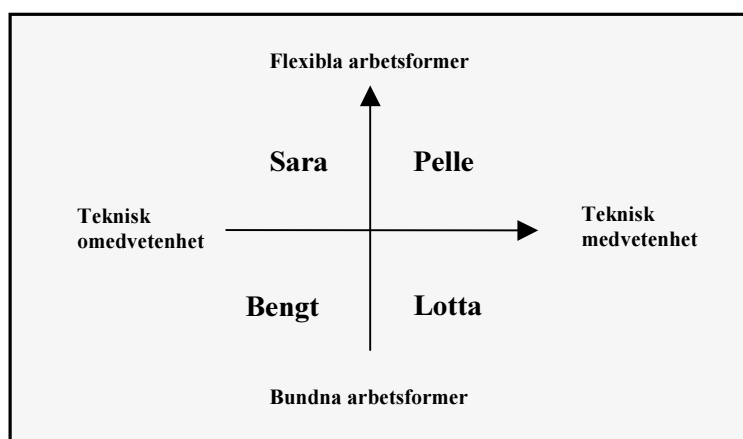 Flexibla arbetsformer
Sara Pelle
Teknisk
omedvetenhet
Teknisk
medvetenhet
Bengt Lotta
Bundna arbetsformer